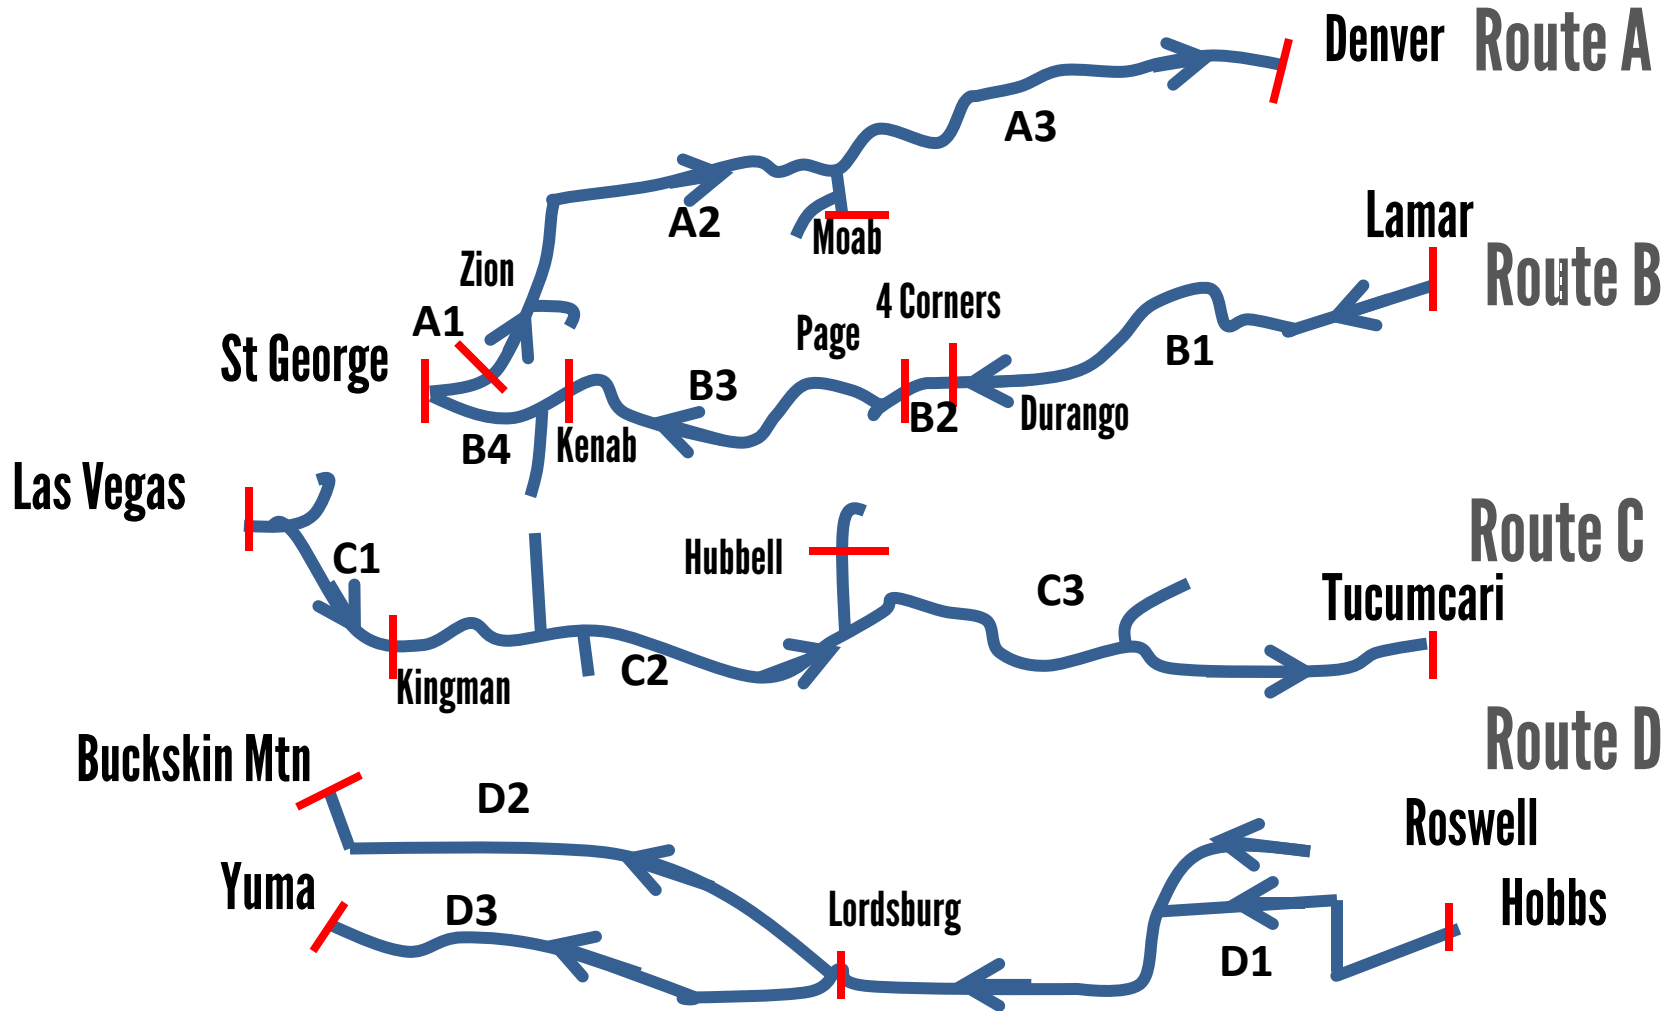 Denver Route A
A3
Lamar
A2
Moab
Route B
Zion
4 Corners
A1
Page
St George
B1
B3
B2
Durango
B4
Kenab
Las Vegas
Route C
C1
Hubbell
C3
Tucumcari
C2
Kingman
Route D
Buckskin Mtn
D2
Roswell
Yuma
D3
Lordsburg
Hobbs
D1